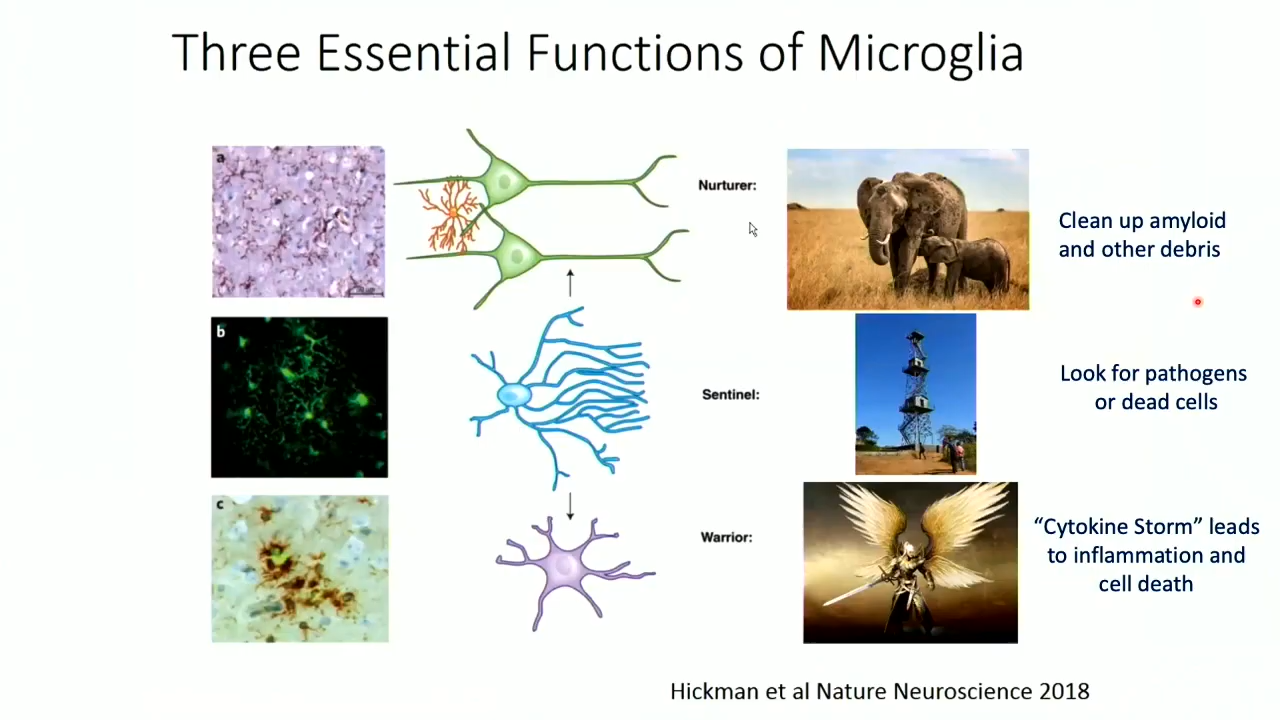 Three Essential Functions of Microglia
a
Nurturer:
Clean up amyloid
and other debris
b
Sentinel:
Look for pathogens
or dead cells
c
Warrior:
“Cytokine Storm” leads
to inflammation and
cell death
Hickman et al Nature Neuroscience 2018